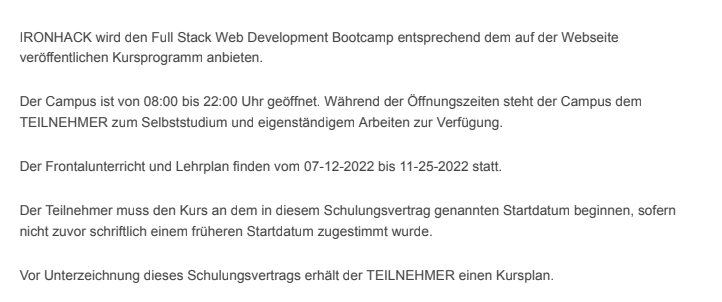 IRONHACK wird den Full Stack Web Development Bootcamp entsprechend dem auf der Webseite
veröffentlichen Kursprogramm anbieten.
Der Campus ist von 08:00 bis 22:00 Uhr geöffnet. Während der Öffnungszeiten steht der Campus dem
TEILNEHMER zum Selbststudium und eigenständigem Arbeiten zur Verfügung.
Der Frontalunterricht und Lehrplan finden vom 07-12-2022 bis 11-25-2022 statt.
Der Teilnehmer muss den Kurs an dem in diesem Schulungsvertrag genannten Startdatum beginnen, sofern
nicht zuvor schriftlich einem früheren Startdatum zugestimmt wurde.
Vor Unterzeichnung dieses Schulungsvertrags erhält der TEILNEHMER einen Kursplan.